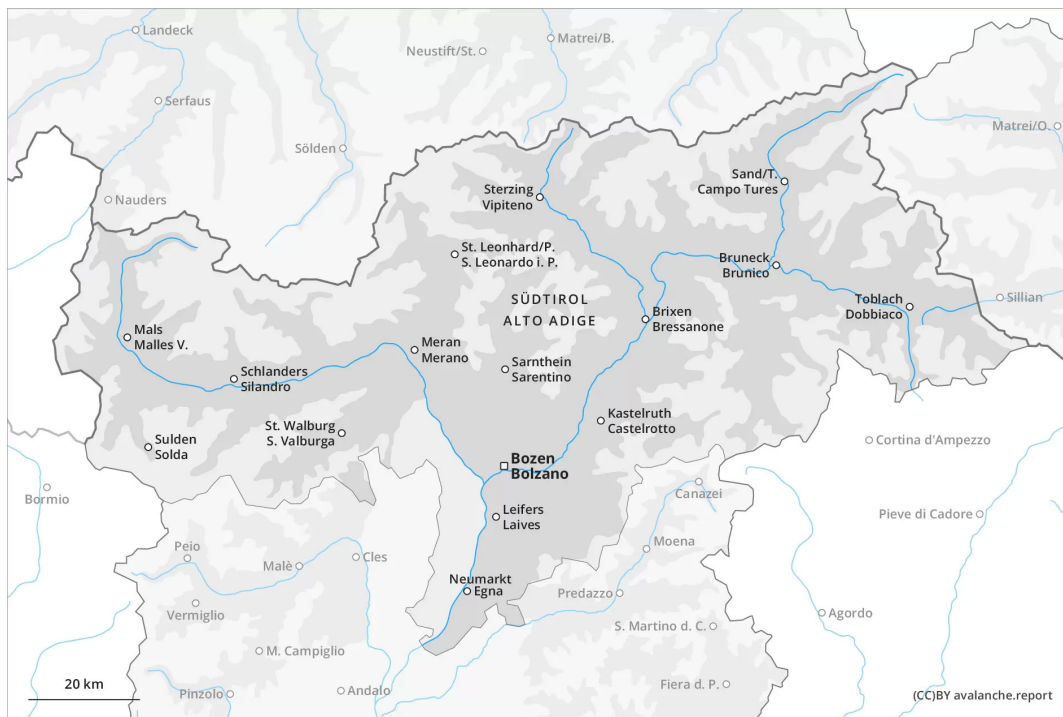 Landeck
Matrei/B.
Neustift/St.
Serfaus
Matrei/O.
Sölden
Sand/T.
Campo Tures
Sterzing
Vipiteno
Nauders
St. Leonhard/P.
S. Leonardo i. P.
Bruneck
Brunico
SÜDTIROL
ALTO ADIGE
Toblach
Dobbiaco
Sillian
Brixen
Bressanone
Mals
Malles V.
Meran
Merano
Sarnthein
Sarentino
Schlanders
Silandro
Kastelruth
Castelrotto
St. Walburg
S. Valburga
Sulden
Solda
Cortina d'Ampezzo
Bozen
Bolzano
Bormio
Canazei
Leifers
Laives
Pieve di Cadore
Moena
Peio
Cles
Malè
Neumarkt
Egna
Predazzo
Vermiglio
Agordo
S. Martino d. C.
M. Campiglio
20 km
Pinzolo
Andalo
Fiera d. P.
(CC)BY avalanche.report